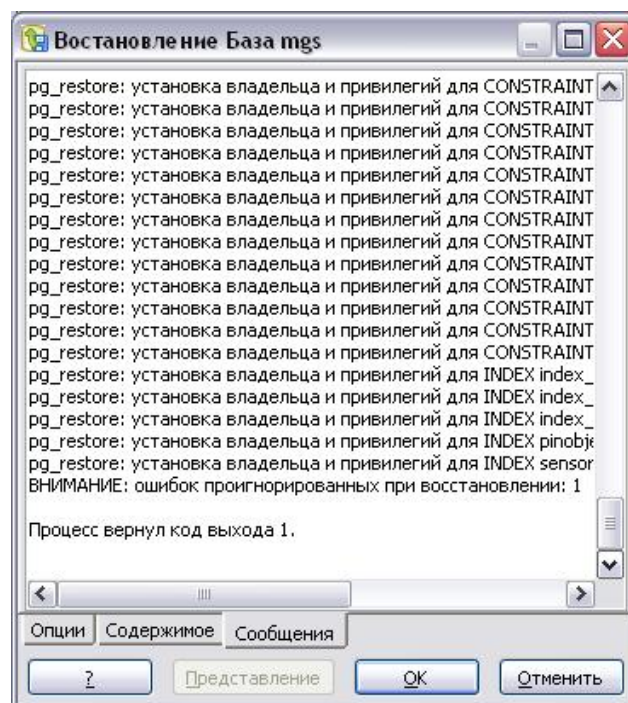 Востановление База mgs
pg_restore: установка владельца и привилегий для CONSTRAINT
pg_restore: установка владельца и привилегий для CONSTRAINT
pg_restore: установка владельца и привилегий для CONSTRAINT
pg_restore: установка владельца и привилегий для CONSTRAINT
pg_restore: установка владельца и привилегий для CONSTRAINT
pg_restore: установка владельца и привилегий для CONSTRAINT
pg_restore: установка владельца и привилегий для CONSTRAINT
pg_restore: установка владельца и привилегий для CONSTRAINT
pg_restore: установка владельца и привилегий для CONSTRAINT
pg_restore: установка владельца и привилегий для CONSTRAINT
pg_restore: установка владельца и привилегий для CONSTRAINT
pg_restore: установка владельца и привилегий для CONSTRAINT
pg_restore: установка владельца и привилегий для CONSTRAINT
pg_restore: установка владельца и привилегий для INDEX index_
pg_restore: установка владельца и привилегий для INDEX index_
pg_restore: установка владельца и привилегий для INDEX index_
pg_restore: установка владельца и привилегий для INDEX pinobje
pg_restore: установка владельца и привилегий для INDEX sensor
ВНИМАНИЕ: ошибок проигнорированных при восстановлении: 1
Процесс вернул код выхода 1.
Опции Содержимое Сообщения
? Представление OK Отменить